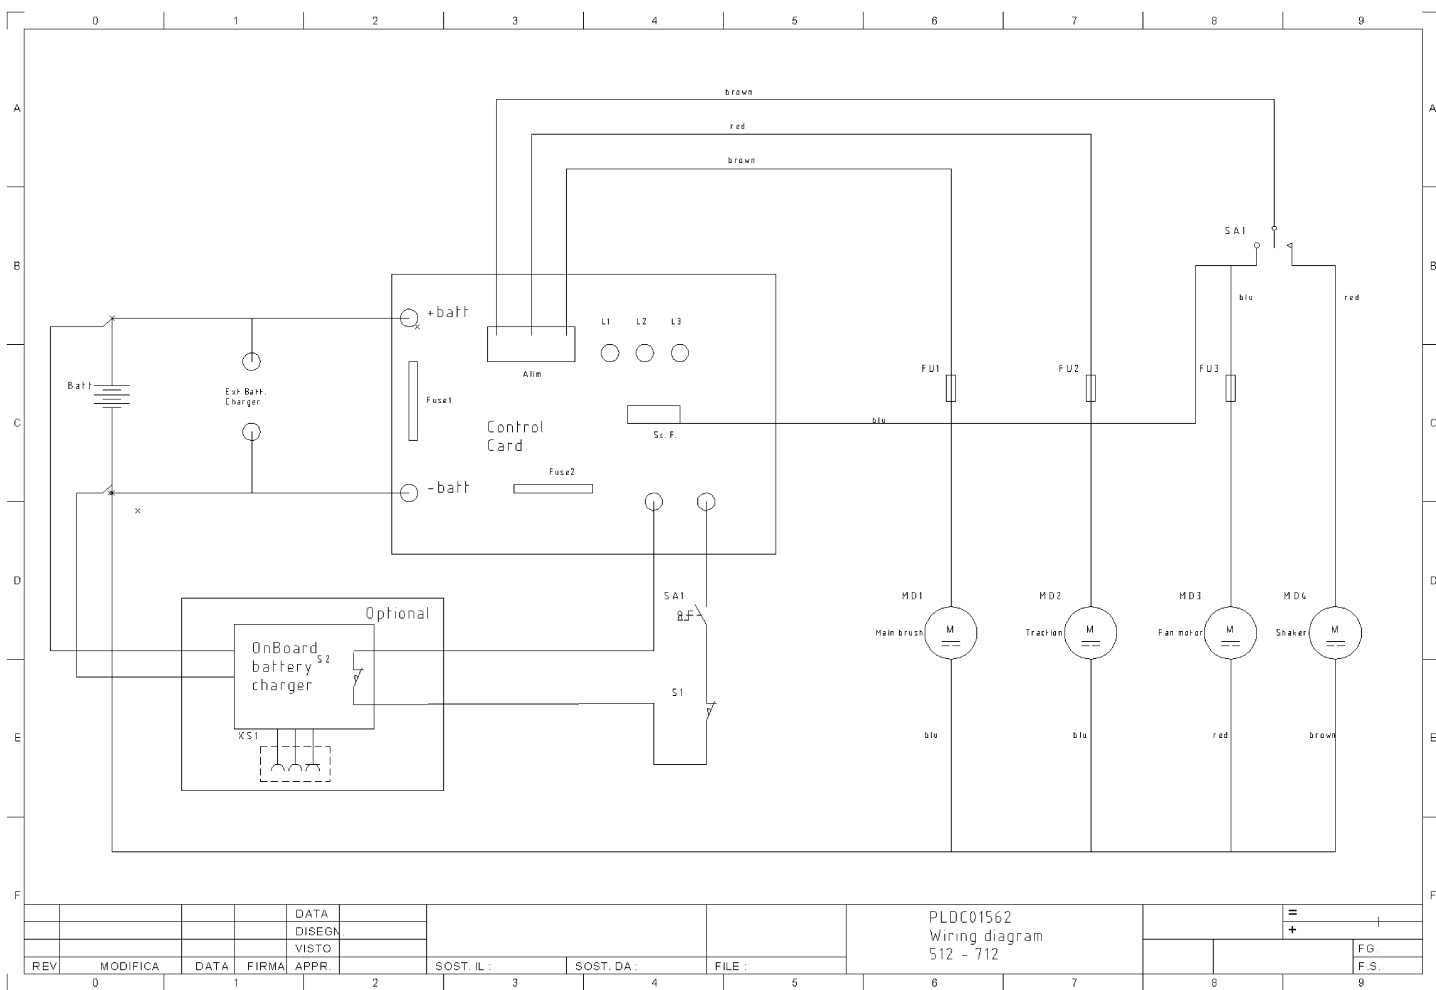 0 1 2 3 4 5 6 7 8 9
A A
brown
red
brown
SA1
B B
blu red
+batt
L1 L2 L3
Alim
FU1 FU2 FU3
Batt
Ext Batt.
Charger
Fuse1
C C
blu
Control
Card
Sc. F.
Fuse2
-batt
D D
SA1
MD1 MD2 MD3 MD4
Optional
Main brush M
Traction M
Fan motor M
Shaker M
OnBoard
battery
charger
S2
S1
XS1
E E
blu blu red brown
F F
DATA
DISEGN.
VISTO
REV MODIFICA DATA FIRMA APPR.
SOST. IL : SOST. DA : FILE :
PLDC01562
Wiring diagram
512 - 712
=
+
FG.
F.S.
0 1 2 3 4 5 6 7 8 9